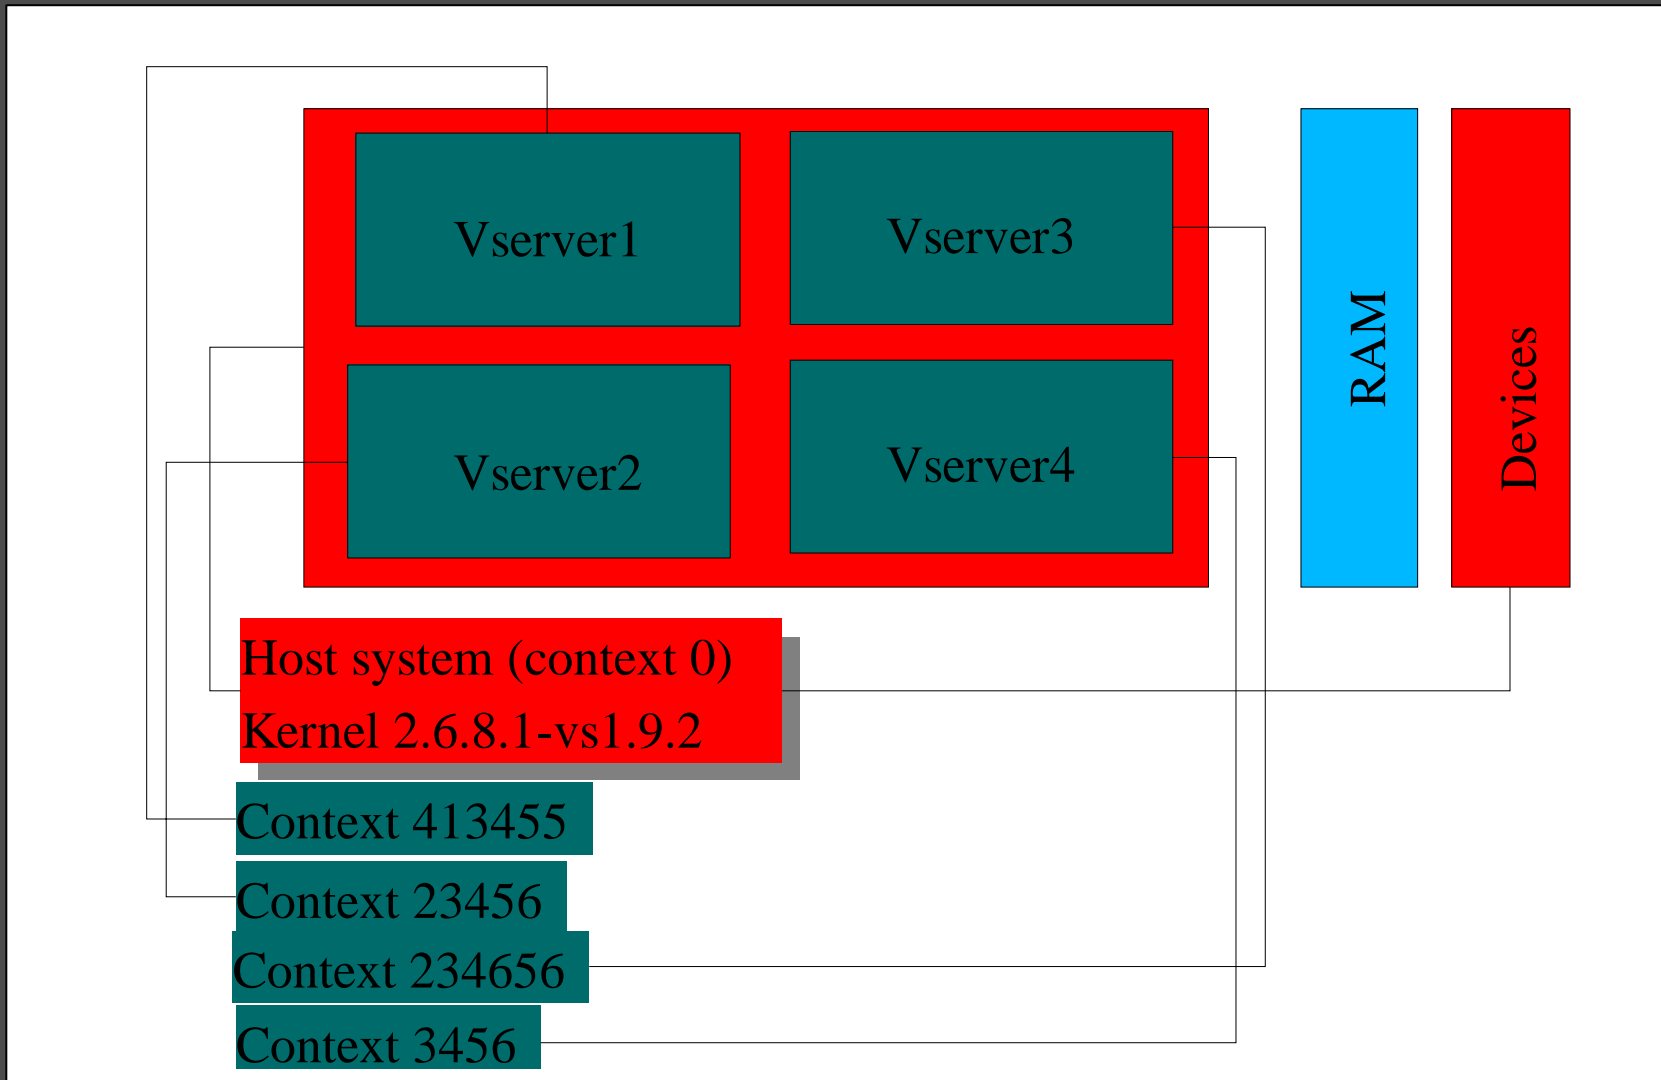 Vserver1
Vserver3
Vserver2
Vserver4
RAM
Devices
Host system (context 0)
Kernel 2.6.8.1-vs1.9.2
Context 413455
Context 23456
Context 234656
Context 3456